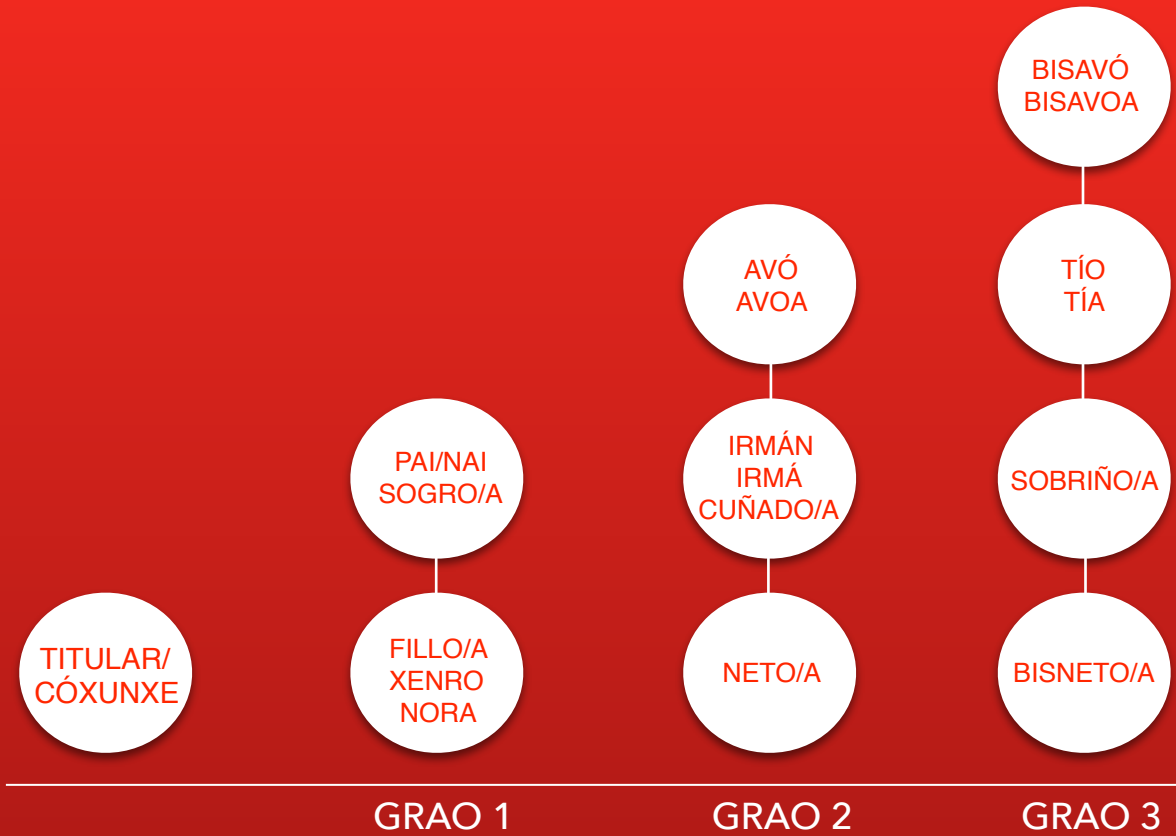 TITULAR/
CÓXUNXE
PAI/NAI
SOGRO/A
FILLO/A
XENRO
NORA
GRAO 1
AVÓ
AVOA
IRMÁN
IRMÁ
CUÑADO/A
NETO/A
GRAO 2
BISAVÓ
BISAVOA
TÍO
TÍA
SOBRIÑO/A
BISNETO/A
GRAO 3